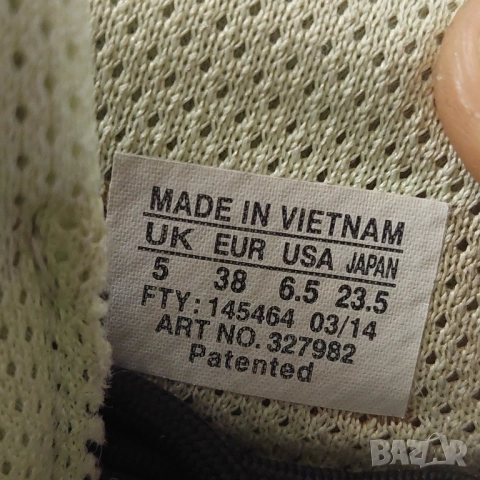 MADE IN VIETNAM
UK EUR USA JAPAN
5 38 6.5 23.5
FTY: 145464 03/14
ART NO. 327982
Patented
BAZAR